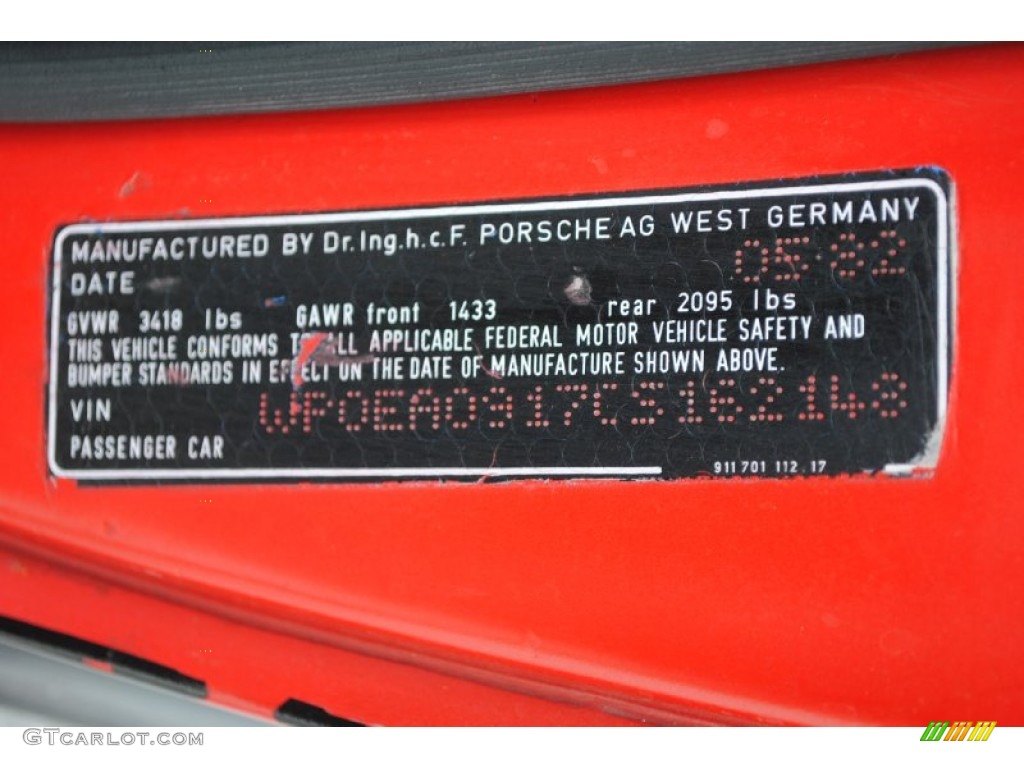 MANUFACTURED BY Dr.Ing.h.c.F. PORSCHE AG WEST GERMANY
DATE 05 82
GVWR 3418 lbs GAWR front 1433 rear 2095 lbs
THIS VEHICLE CONFORMS TO ALL APPLICABLE FEDERAL MOTOR VEHICLE SAFETY AND
BUMPER STANDARDS IN EFFECT ON THE DATE OF MANUFACTURE SHOWN ABOVE.
VIN WP0EA0917CS162148
PASSENGER CAR
911 701 112.17
GTCARLOT.COM